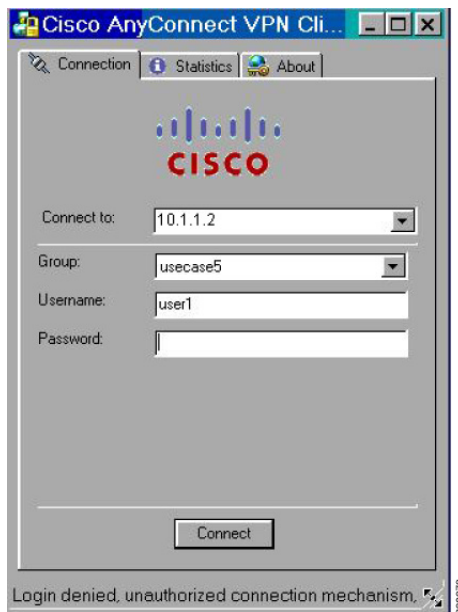 Cisco AnyConnect VPN Cli...
Connection Statistics About
CISCO
Connect to: 10.1.1.2
Group: usecase5
Username: user1
Password:
Connect
Login denied, unauthorized connection mechanism,